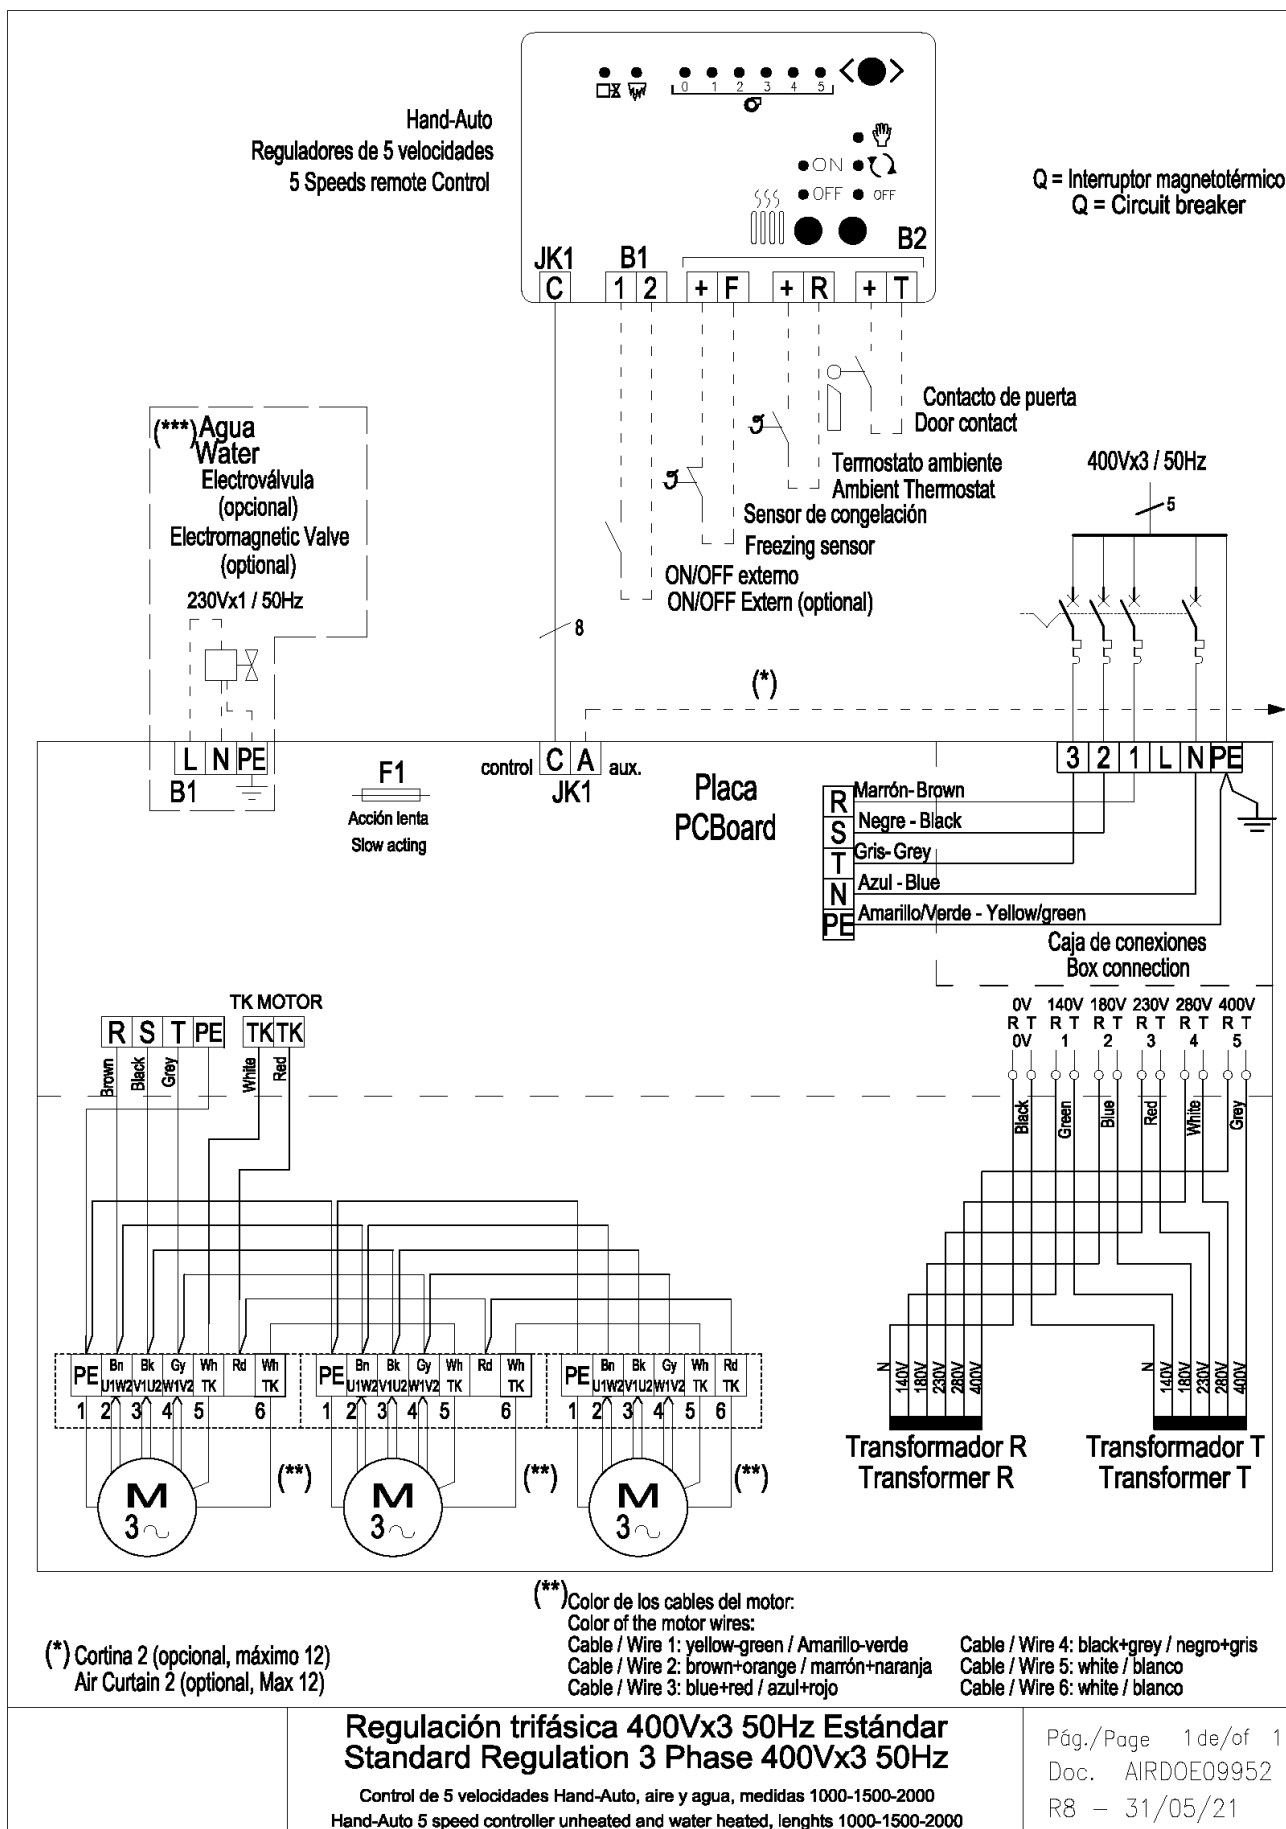 0 1 2 3 4 5
Hand-Auto
Reguladores de 5 velocidades
5 Speeds remote Control
ON
OFF OFF
Q = Interruptor magnetotérmico
Q = Circuit breaker
JK1 B1 B2
C 1 2 + F + R + T
Contacto de puerta
Door contact
Termostato ambiente
Ambient Thermostat
Sensor de congelación
Freezing sensor
ON/OFF externo
ON/OFF Extern (optional)
400Vx3 / 50Hz
5
(***) Agua
Water
Electroválvula
(opcional)
Electromagnetic Valve
(optional)
230Vx1 / 50Hz
8
(*)
L N PE
B1
F1
Acción lenta
Slow acting
control C A aux.
JK1
Placa
PCBoard
3 2 1 L N PE
R Marrón- Brown
S Negre - Black
T Gris- Grey
N Azul - Blue
PE Amarillo/Verde - Yellow/green
Caja de conexiones
Box connection
TK MOTOR
R S T PE TK TK
Brown Black Grey White Red
0V 140V 180V 230V 280V 400V
R T R T R T R T R T R T
0V 1 2 3 4 5
Black Green Blue Red White Grey
PE Bn Bk Gy Wh Rd Wh PE Bn Bk Gy Wh Rd Wh PE Bn Bk Gy Wh Rd
U1W2 V1U2 W1V2 TK TK U1W2 V1U2 W1V2 TK TK U1W2 V1U2 W1V2 TK TK
1 2 3 4 5 6 1 2 3 4 5 6 1 2 3 4 5 6
N 140V 180V 230V 280V 400V N 140V 180V 230V 280V 400V
Transformador R
Transformer R
Transformador T
Transformer T
M (**) M (**) M (**)
3 3 3
(**) Color de los cables del motor:
Color of the motor wires:
Cable / Wire 1: yellow-green / Amarillo-verde
Cable / Wire 2: brown+orange / marrón+naranja
Cable / Wire 3: blue+red / azul+rojo
Cable / Wire 4: black+grey / negro+gris
Cable / Wire 5: white / blanco
Cable / Wire 6: white / blanco
(*) Cortina 2 (opcional, máximo 12)
Air Curtain 2 (optional, Max 12)
Regulación trifásica 400Vx3 50Hz Estándar
Standard Regulation 3 Phase 400Vx3 50Hz
Control de 5 velocidades Hand-Auto, aire y agua, medidas 1000-1500-2000
Hand-Auto 5 speed controller unheated and water heated, lenghts 1000-1500-2000
Pág./Page 1 de/of 1
Doc. AIRDOE09952
R8 - 31/05/21